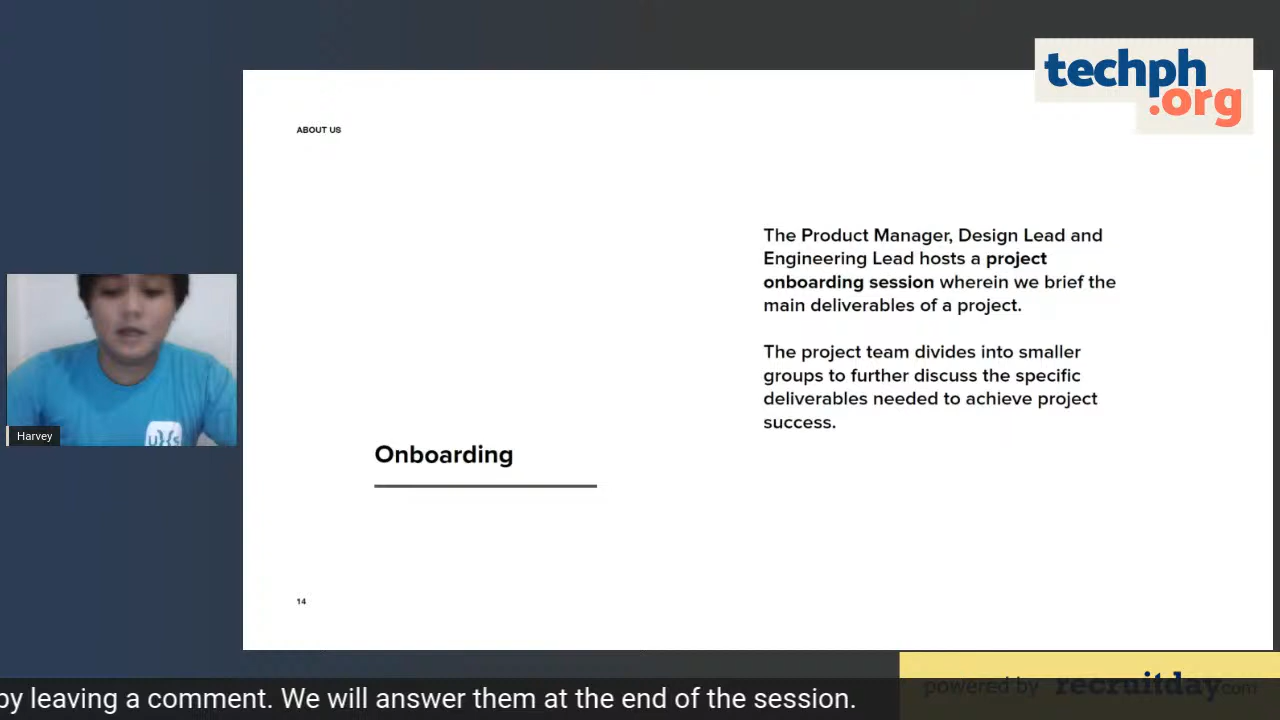 techph
.org
ABOUT US
The Product Manager, Design Lead and
Engineering Lead hosts a project
onboarding session wherein we brief the
main deliverables of a project.
The project team divides into smaller
groups to further discuss the specific
deliverables needed to achieve project
success.
Harvey
Onboarding
14
by leaving a comment. We will answer them at the end of the session.
powered by recruitday.com